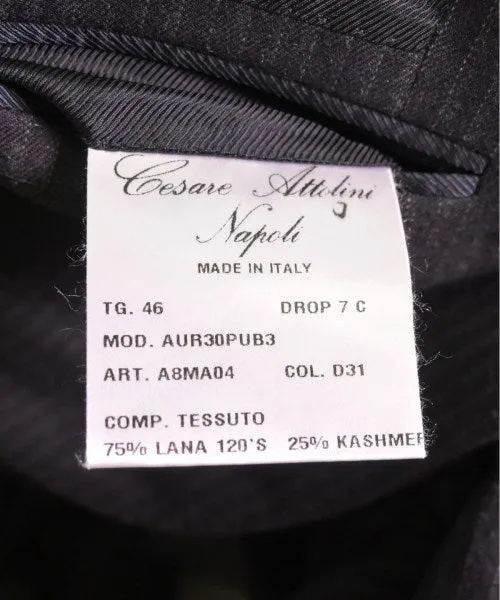 Cesare Attolini
Napoli
MADE IN ITALY
TG. 46 DROP 7 C
MOD. AUR30PUB3
ART. A8MA04 COL. D31
COMP. TESSUTO
75% LANA 120'S 25% KASHMER